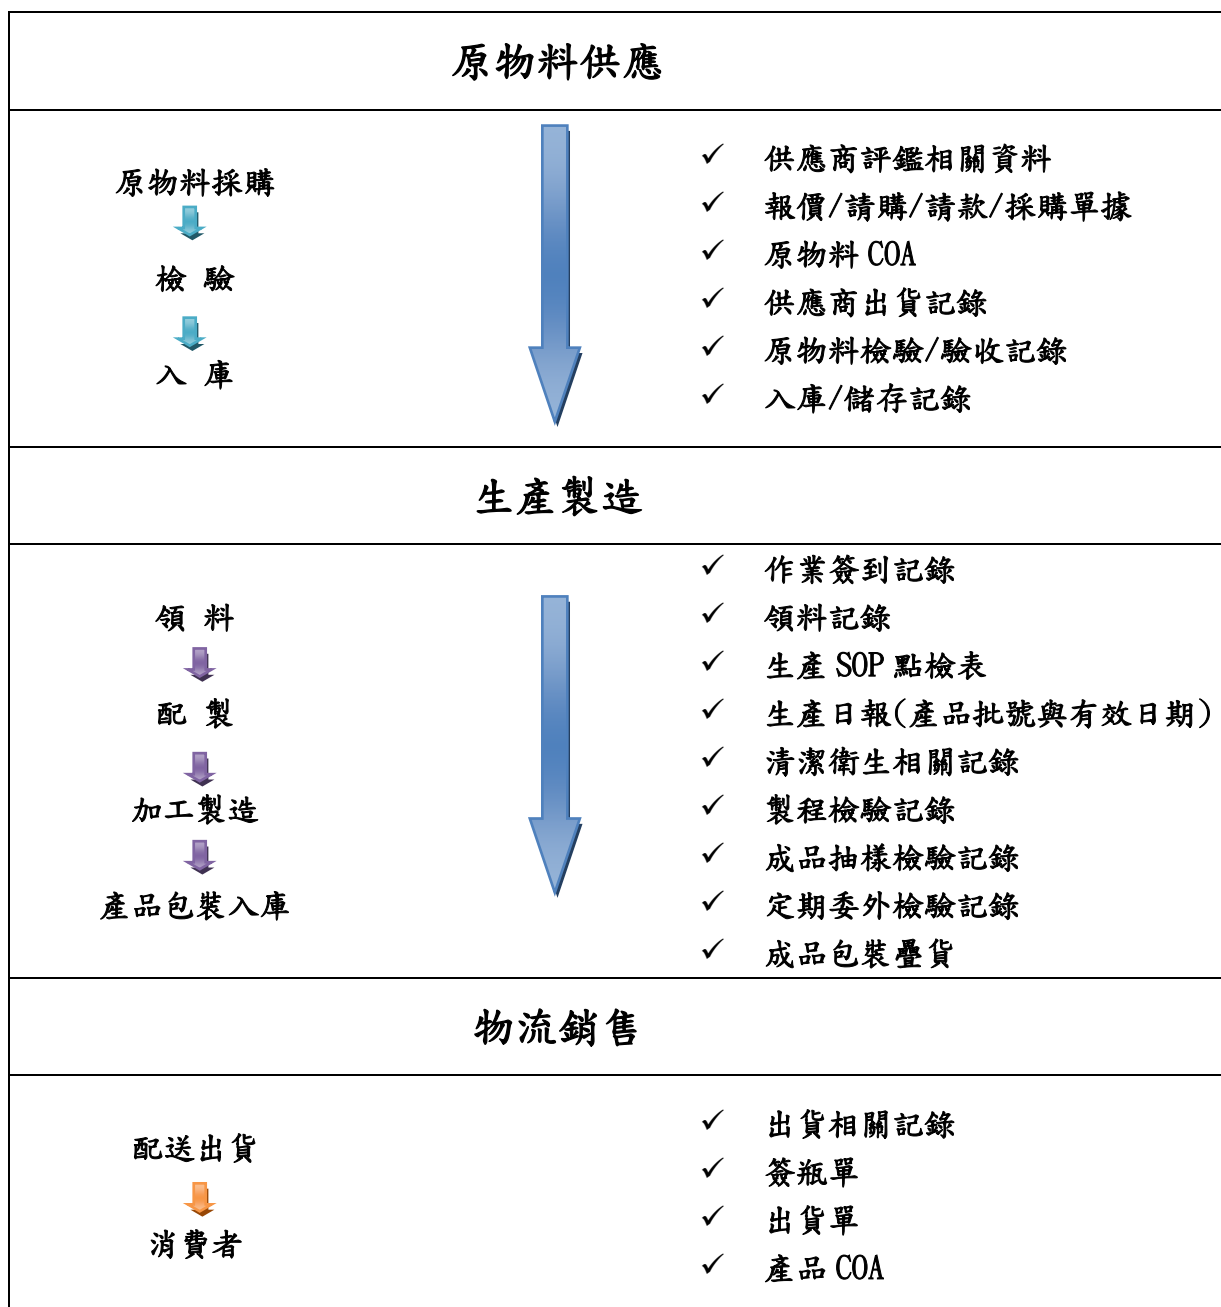 原物料供應
原物料採購
檢 驗
入 庫
✓ 供應商評鑑相關資料
✓ 報價/請購/請款/採購單據
✓ 原物料 COA
✓ 供應商出貨記錄
✓ 原物料檢驗/驗收記錄
✓ 入庫/儲存記錄
生產製造
領 料
配 製
加工製造
產品包裝入庫
✓ 作業簽到記錄
✓ 領料記錄
✓ 生產 SOP 點檢表
✓ 生產日報(產品批號與有效日期)
✓ 清潔衛生相關記錄
✓ 製程檢驗記錄
✓ 成品抽樣檢驗記錄
✓ 定期委外檢驗記錄
✓ 成品包裝疊貨
物流銷售
配送出貨
消費者
✓ 出貨相關記錄
✓ 簽瓶單
✓ 出貨單
✓ 產品 COA